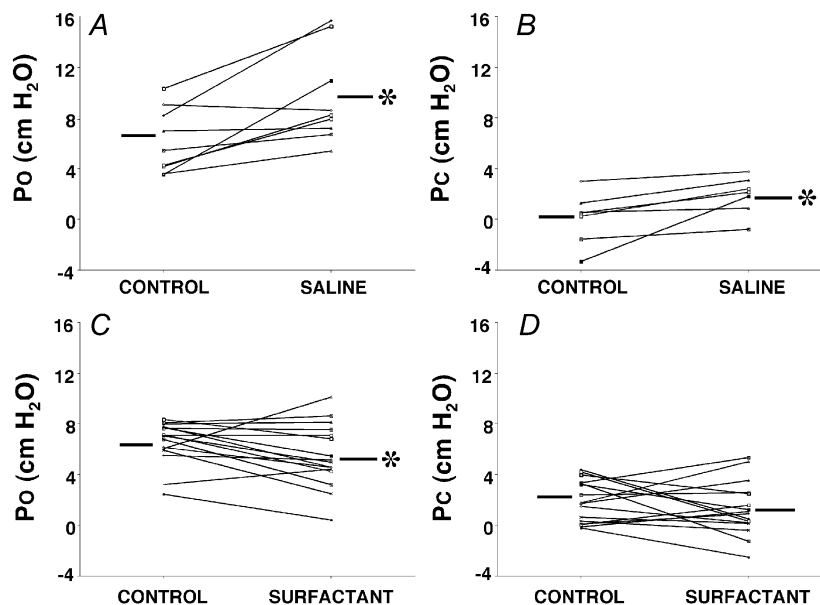 A
16
12
8
4
0
-4
Po (cm H2O)
*
CONTROL SALINE
B
16
12
8
4
0
-4
Pc (cm H2O)
*
CONTROL SALINE
C
16
12
8
4
0
-4
Po (cm H2O)
*
CONTROL SURFACTANT
D
16
12
8
4
0
-4
Pc (cm H2O)
CONTROL SURFACTANT